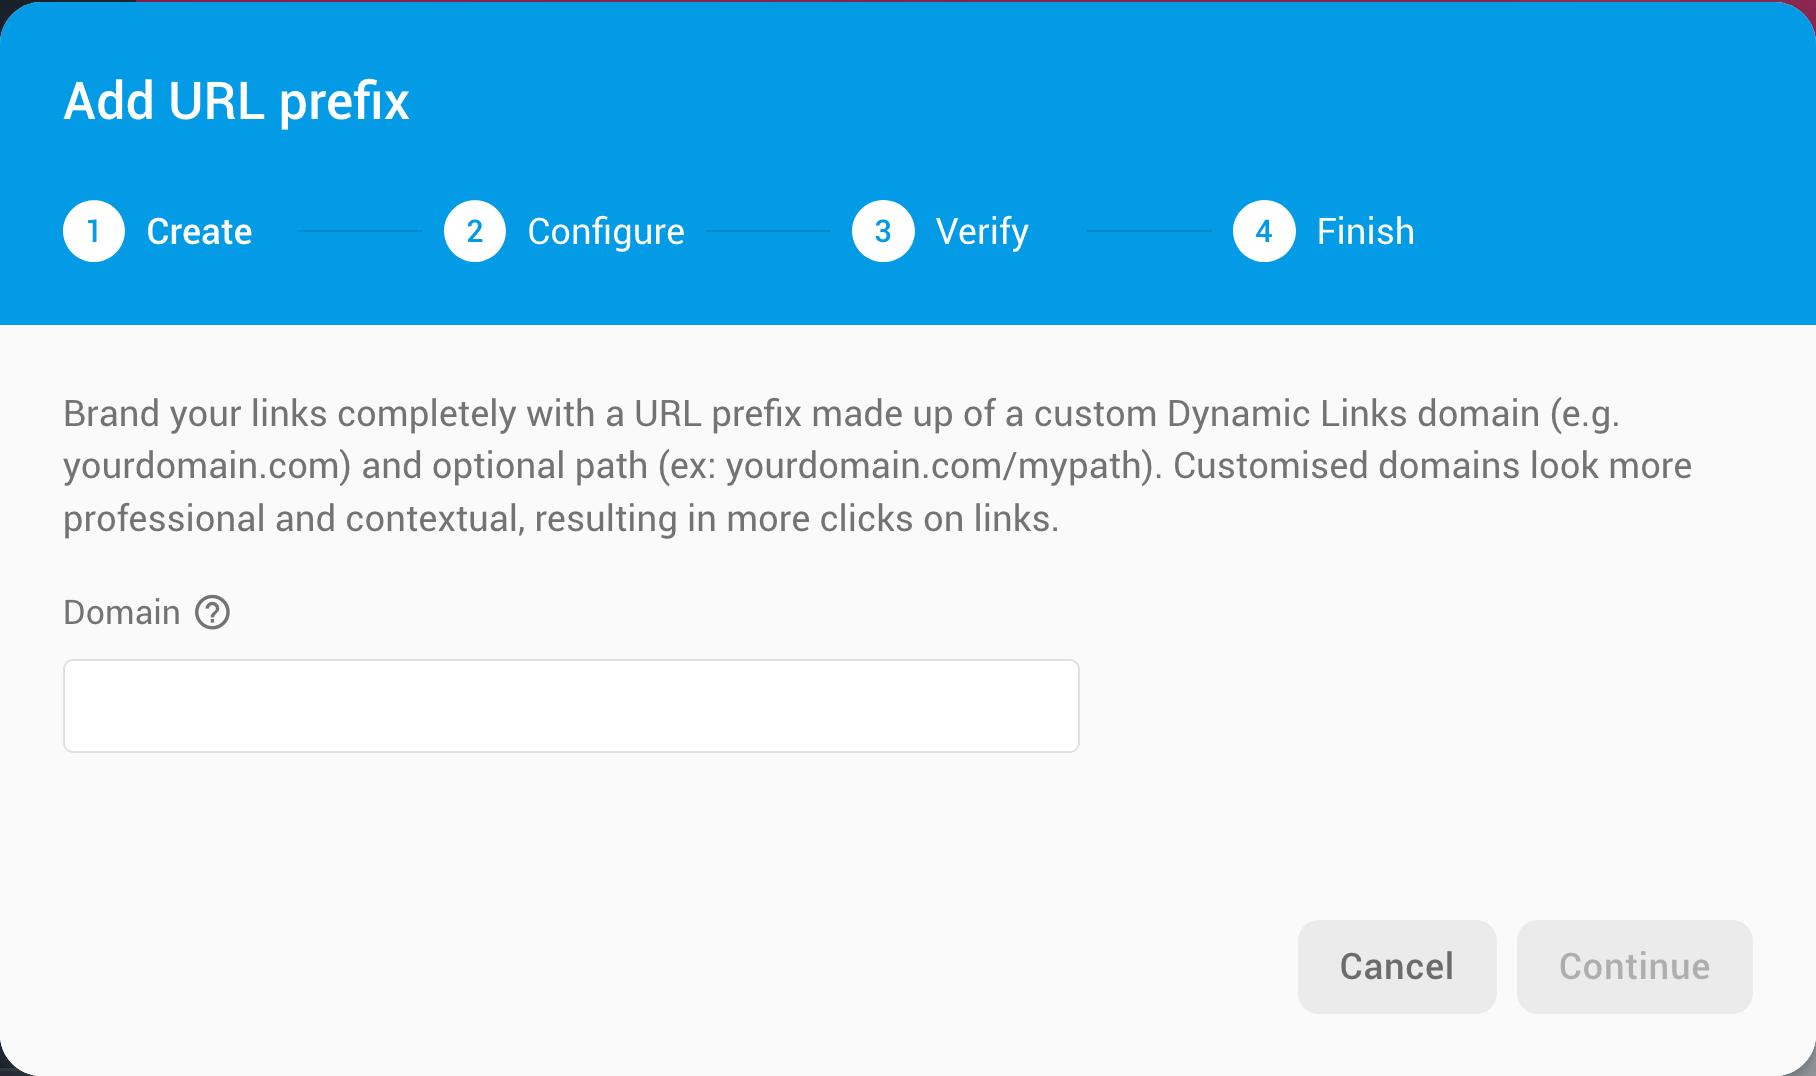 Add URL prefix
1 Create 2 Configure 3 Verify 4 Finish
Brand your links completely with a URL prefix made up of a custom Dynamic Links domain (e.g.
yourdomain.com) and optional path (ex: yourdomain.com/mypath). Customised domains look more
professional and contextual, resulting in more clicks on links.
Domain ?
Cancel Continue